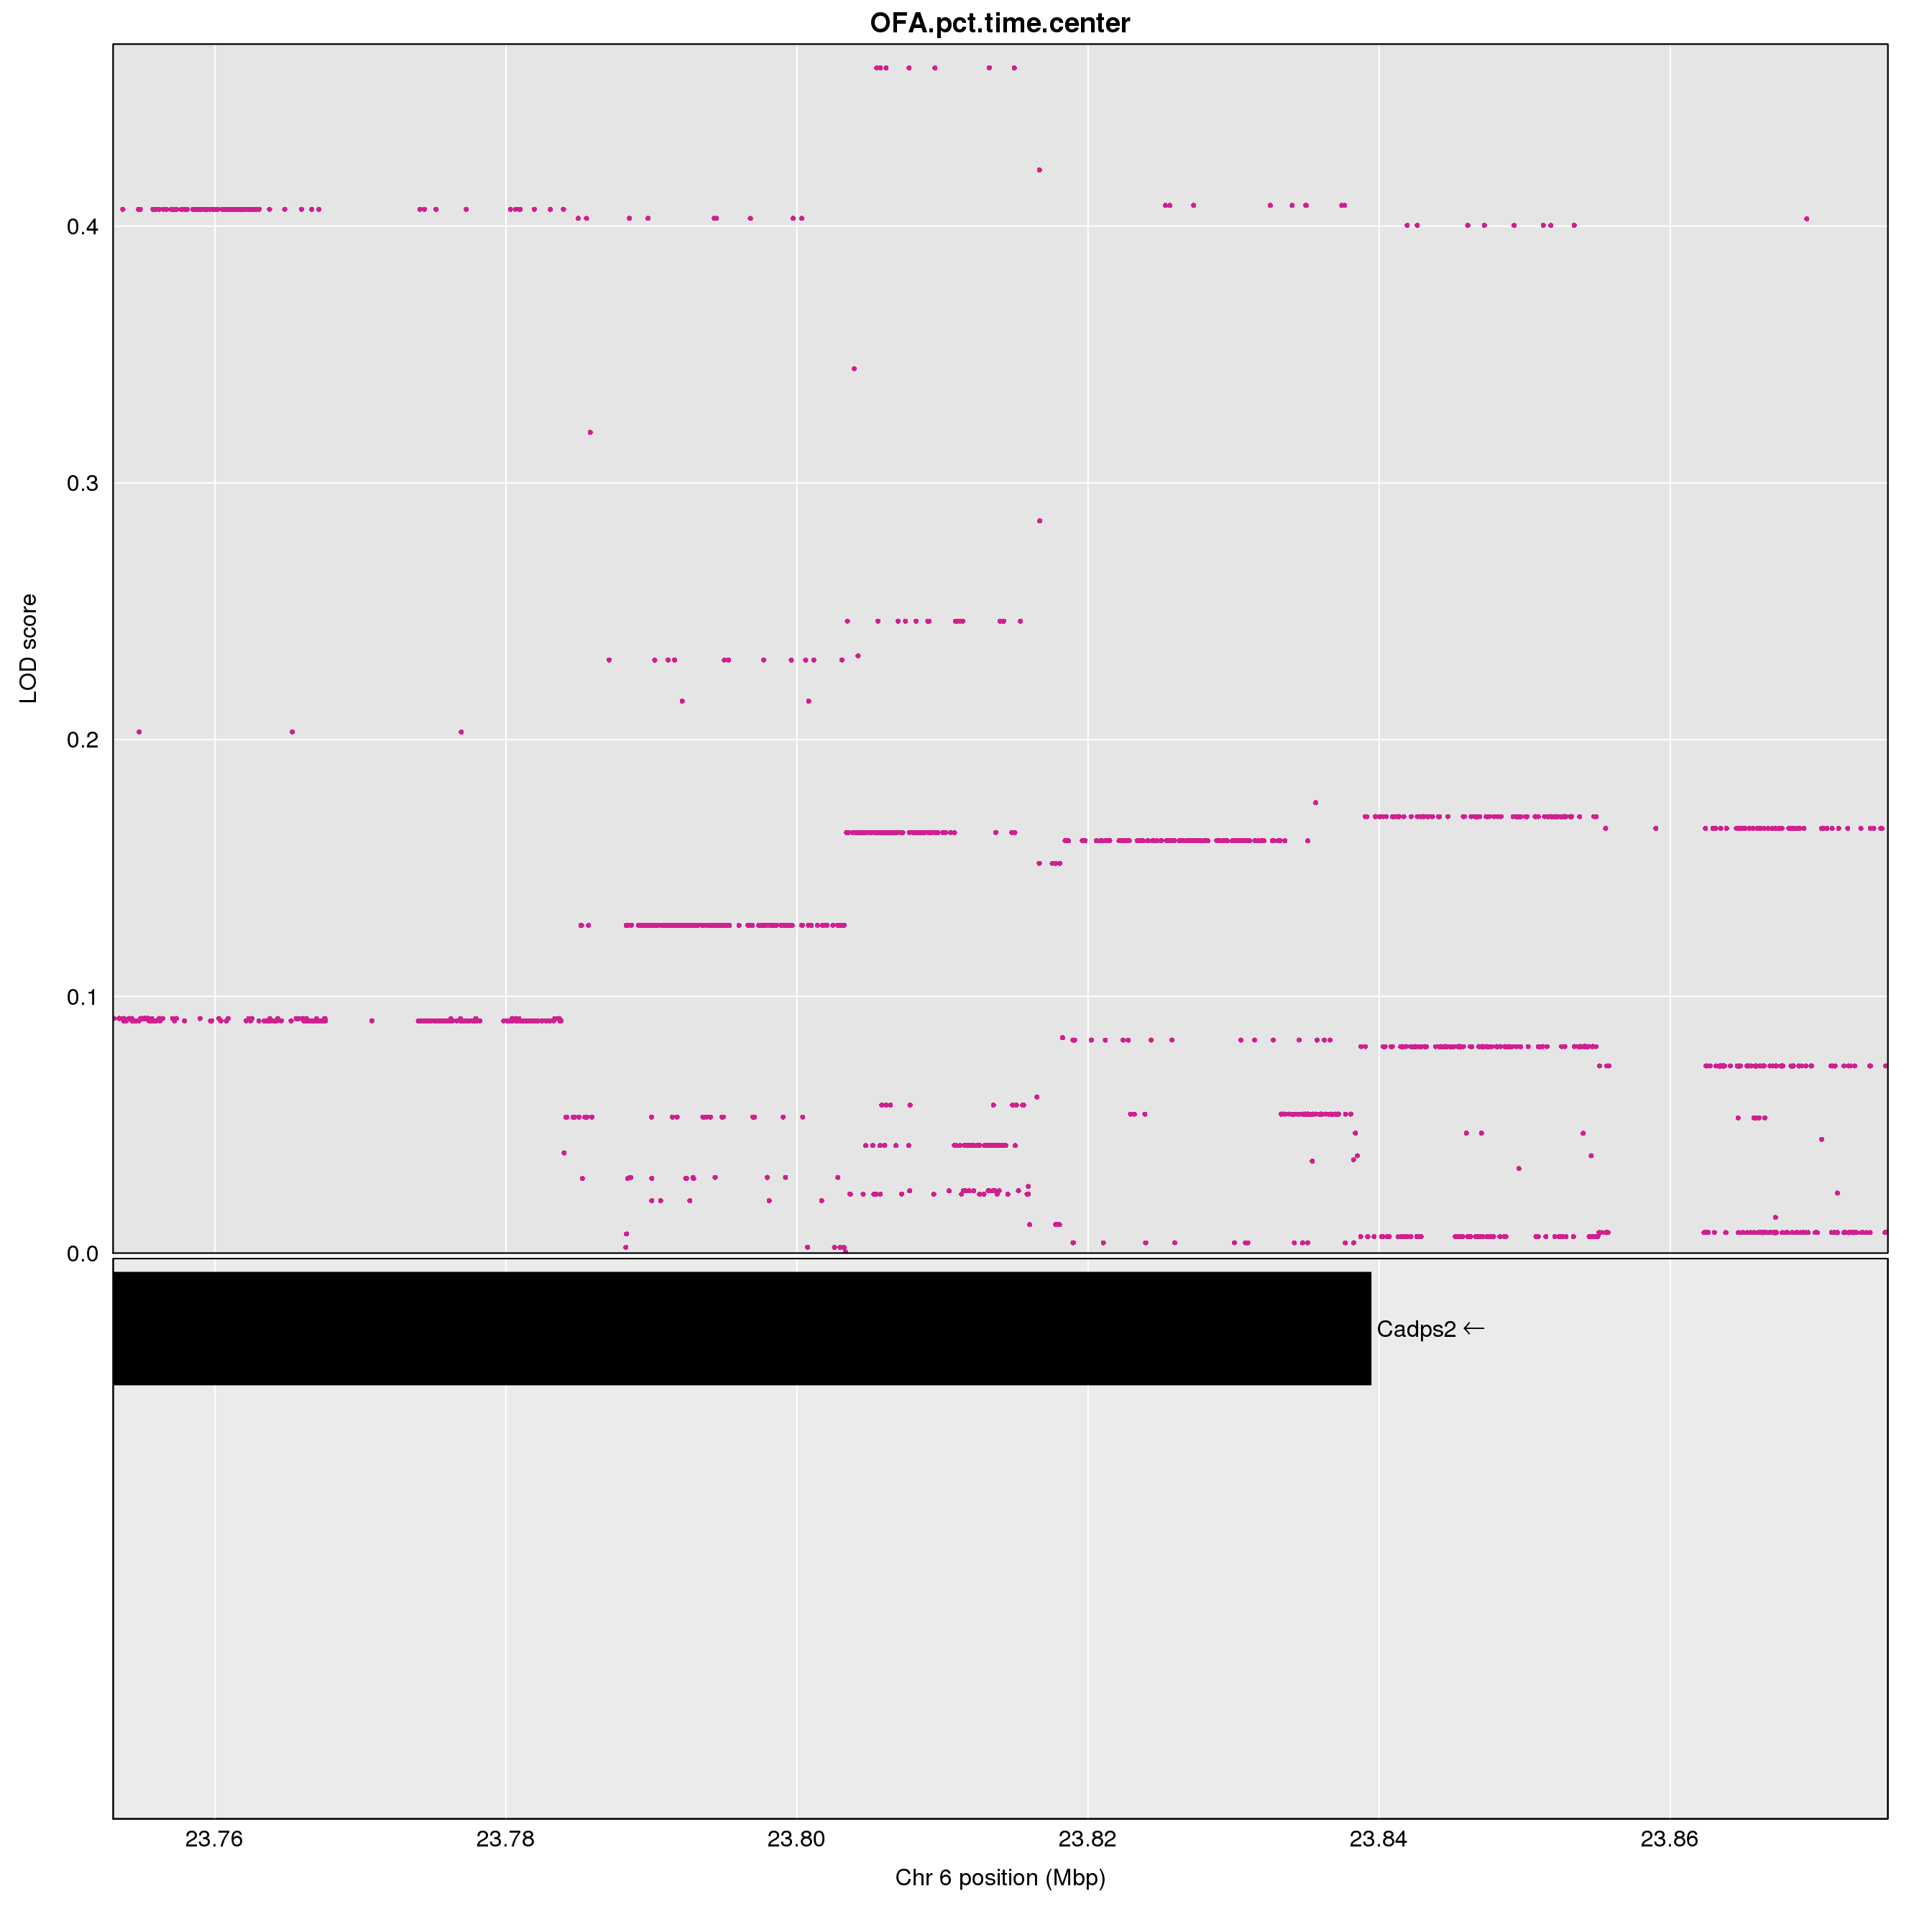 OFA.pct.time.center
LOD score
0.4
0.3
0.2
0.1
0.0
Cadps2 ←
23.76 23.78 23.80 23.82 23.84 23.86
Chr 6 position (Mbp)